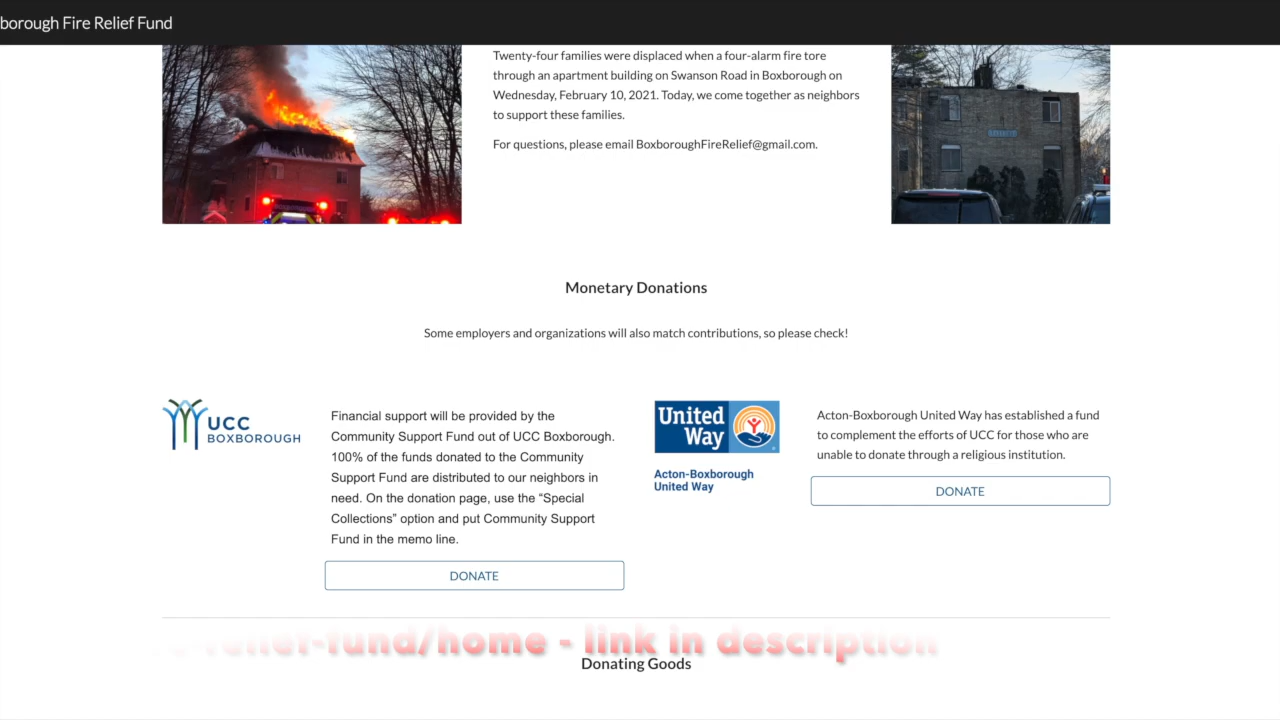 borough Fire Relief Fund
Twenty-four families were displaced when a four-alarm fire tore
through an apartment building on Swanson Road in Boxborough on
Wednesday, February 10, 2021. Today, we come together as neighbors
to support these families.
For questions, please email BoxboroughFireRelief@gmail.com.
Monetary Donations
Some employers and organizations will also match contributions, so please check!
UCC
BOXBOROUGH
Financial support will be provided by the
Community Support Fund out of UCC Boxborough.
100% of the funds donated to the Community
Support Fund are distributed to our neighbors in
need. On the donation page, use the “Special
Collections” option and put Community Support
Fund in the memo line.
DONATE
United
Way
Acton-Boxborough
United Way
Acton-Boxborough United Way has established a fund
to complement the efforts of UCC for those who are
unable to donate through a religious institution.
DONATE
-relief-fund/home - link in description
Donating Goods